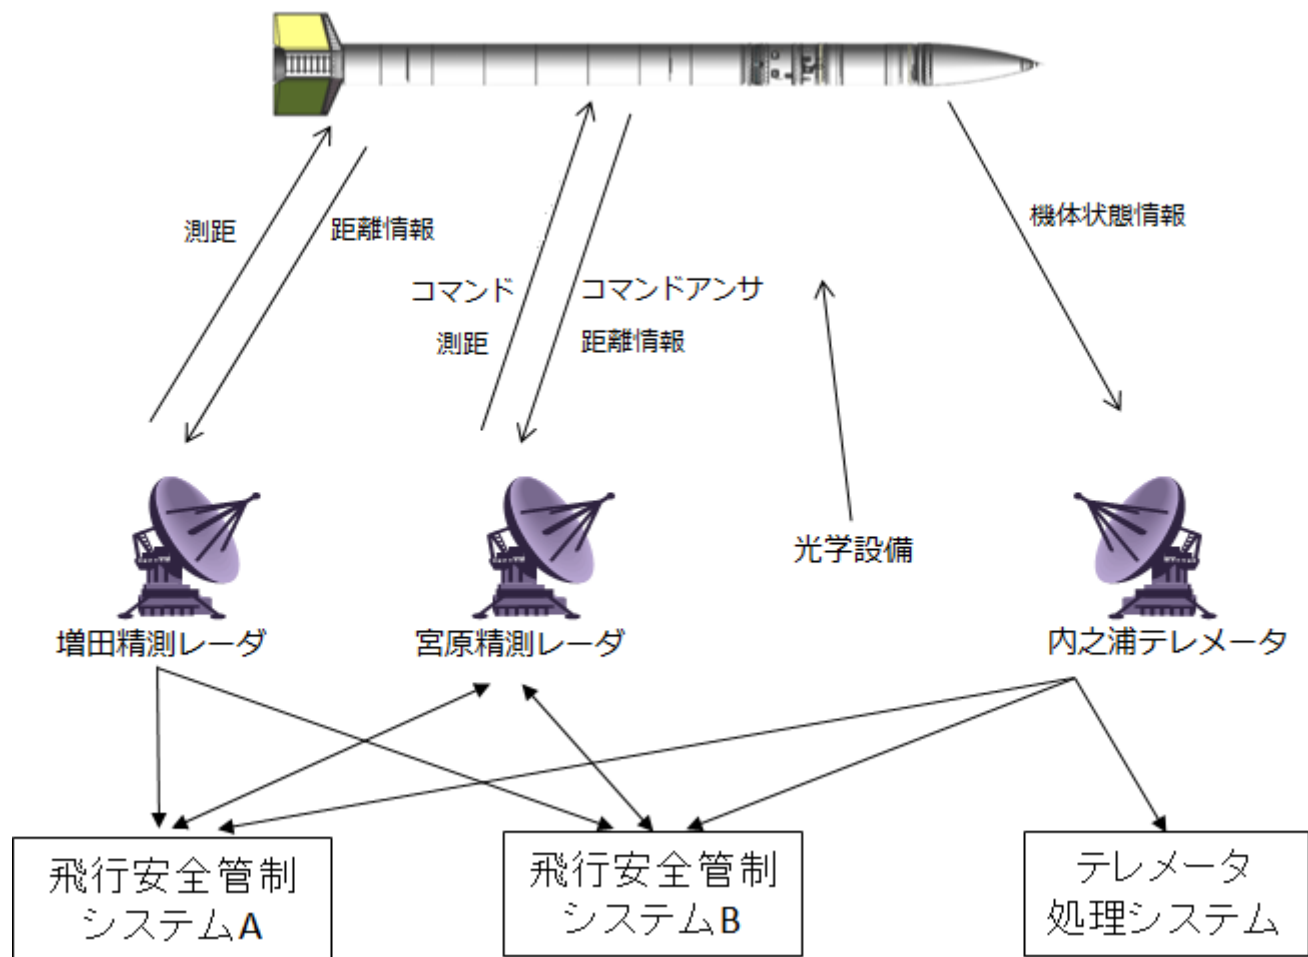 測距
距離情報
機体状態情報
コマンド
コマンドアンサ
測距
距離情報
光学設備
増田精測レーダ
宮原精測レーダ
内之浦テレメータ
飛行安全管制
システムA
飛行安全管制
システムB
テレメータ
処理システム